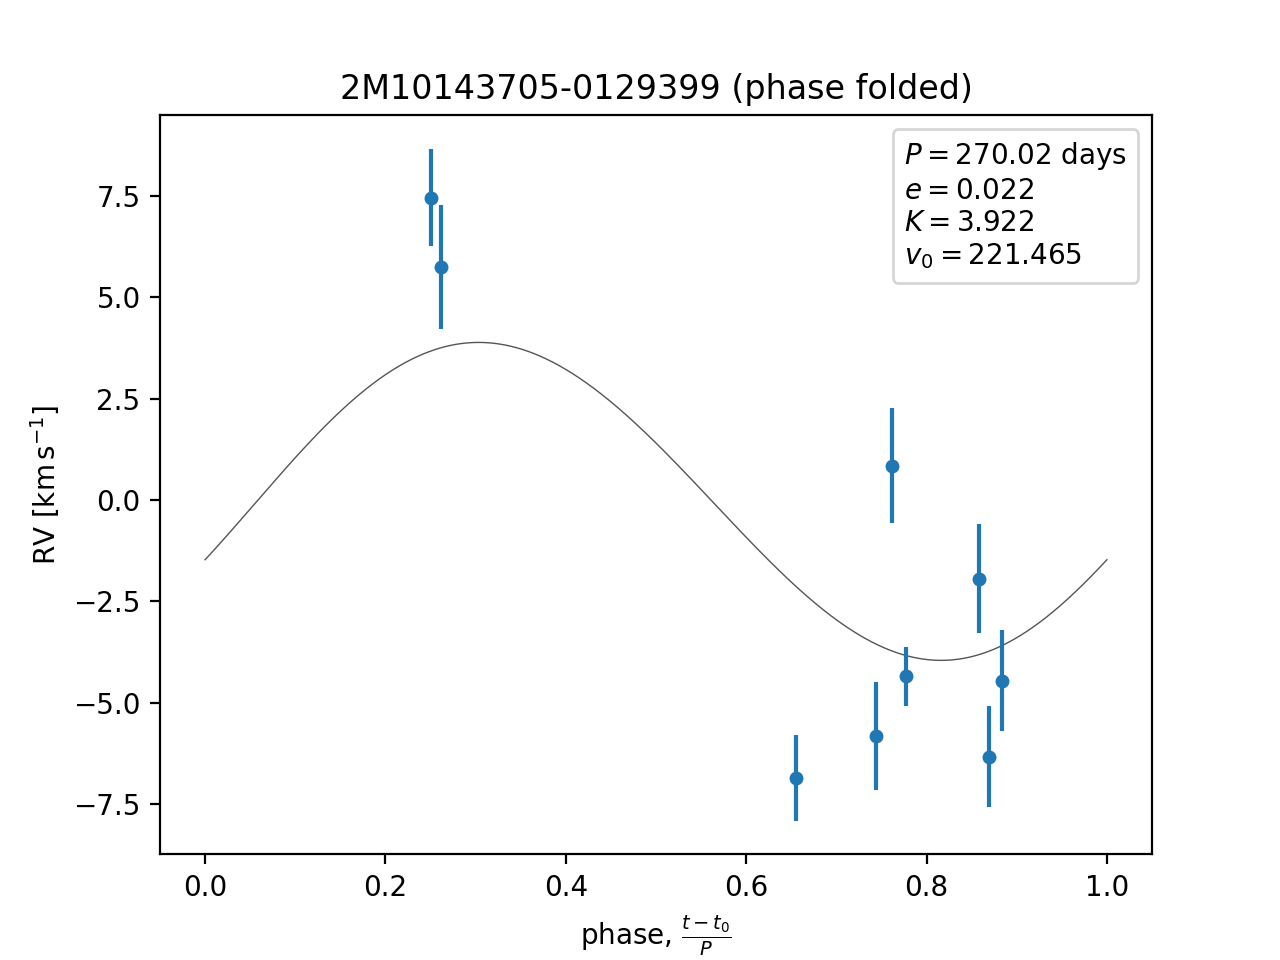 2M10143705-0129399 (phase folded)
P = 270.02 days
e = 0.022
K = 3.922
v₀ = 221.465
RV [km s⁻¹]
7.5
5.0
2.5
0.0
−2.5
−5.0
−7.5
0.0 0.2 0.4 0.6 0.8 1.0
phase, (t − t₀)/P